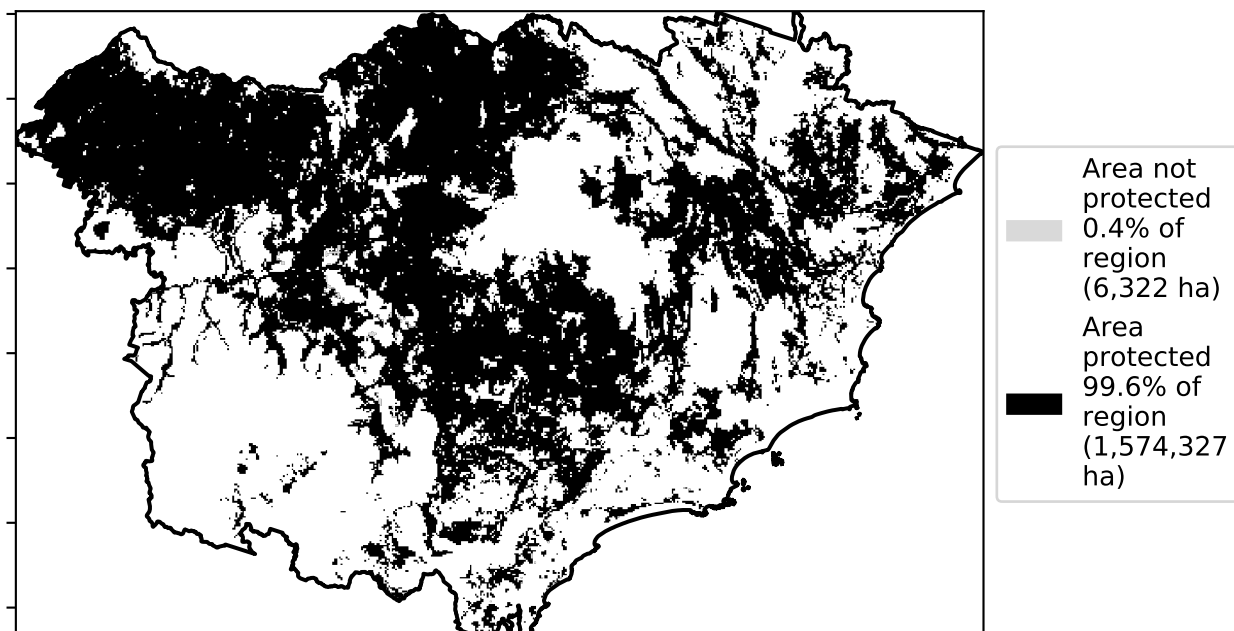 Area not
protected
0.4% of
region
(6,322 ha)
Area
protected
99.6% of
region
(1,574,327
ha)